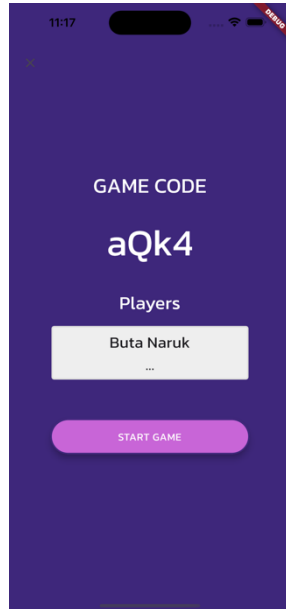 11:17
DEBUG
GAME CODE
aQk4
Players
Buta Naruk
...
START GAME